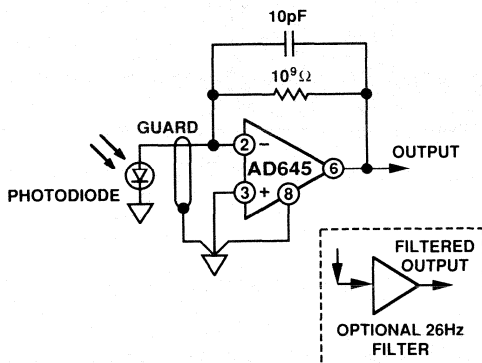 10pF
10⁹Ω
GUARD
2 −
AD645
6
OUTPUT
PHOTODIODE
3 +
8
FILTERED
OUTPUT
OPTIONAL 26Hz
FILTER